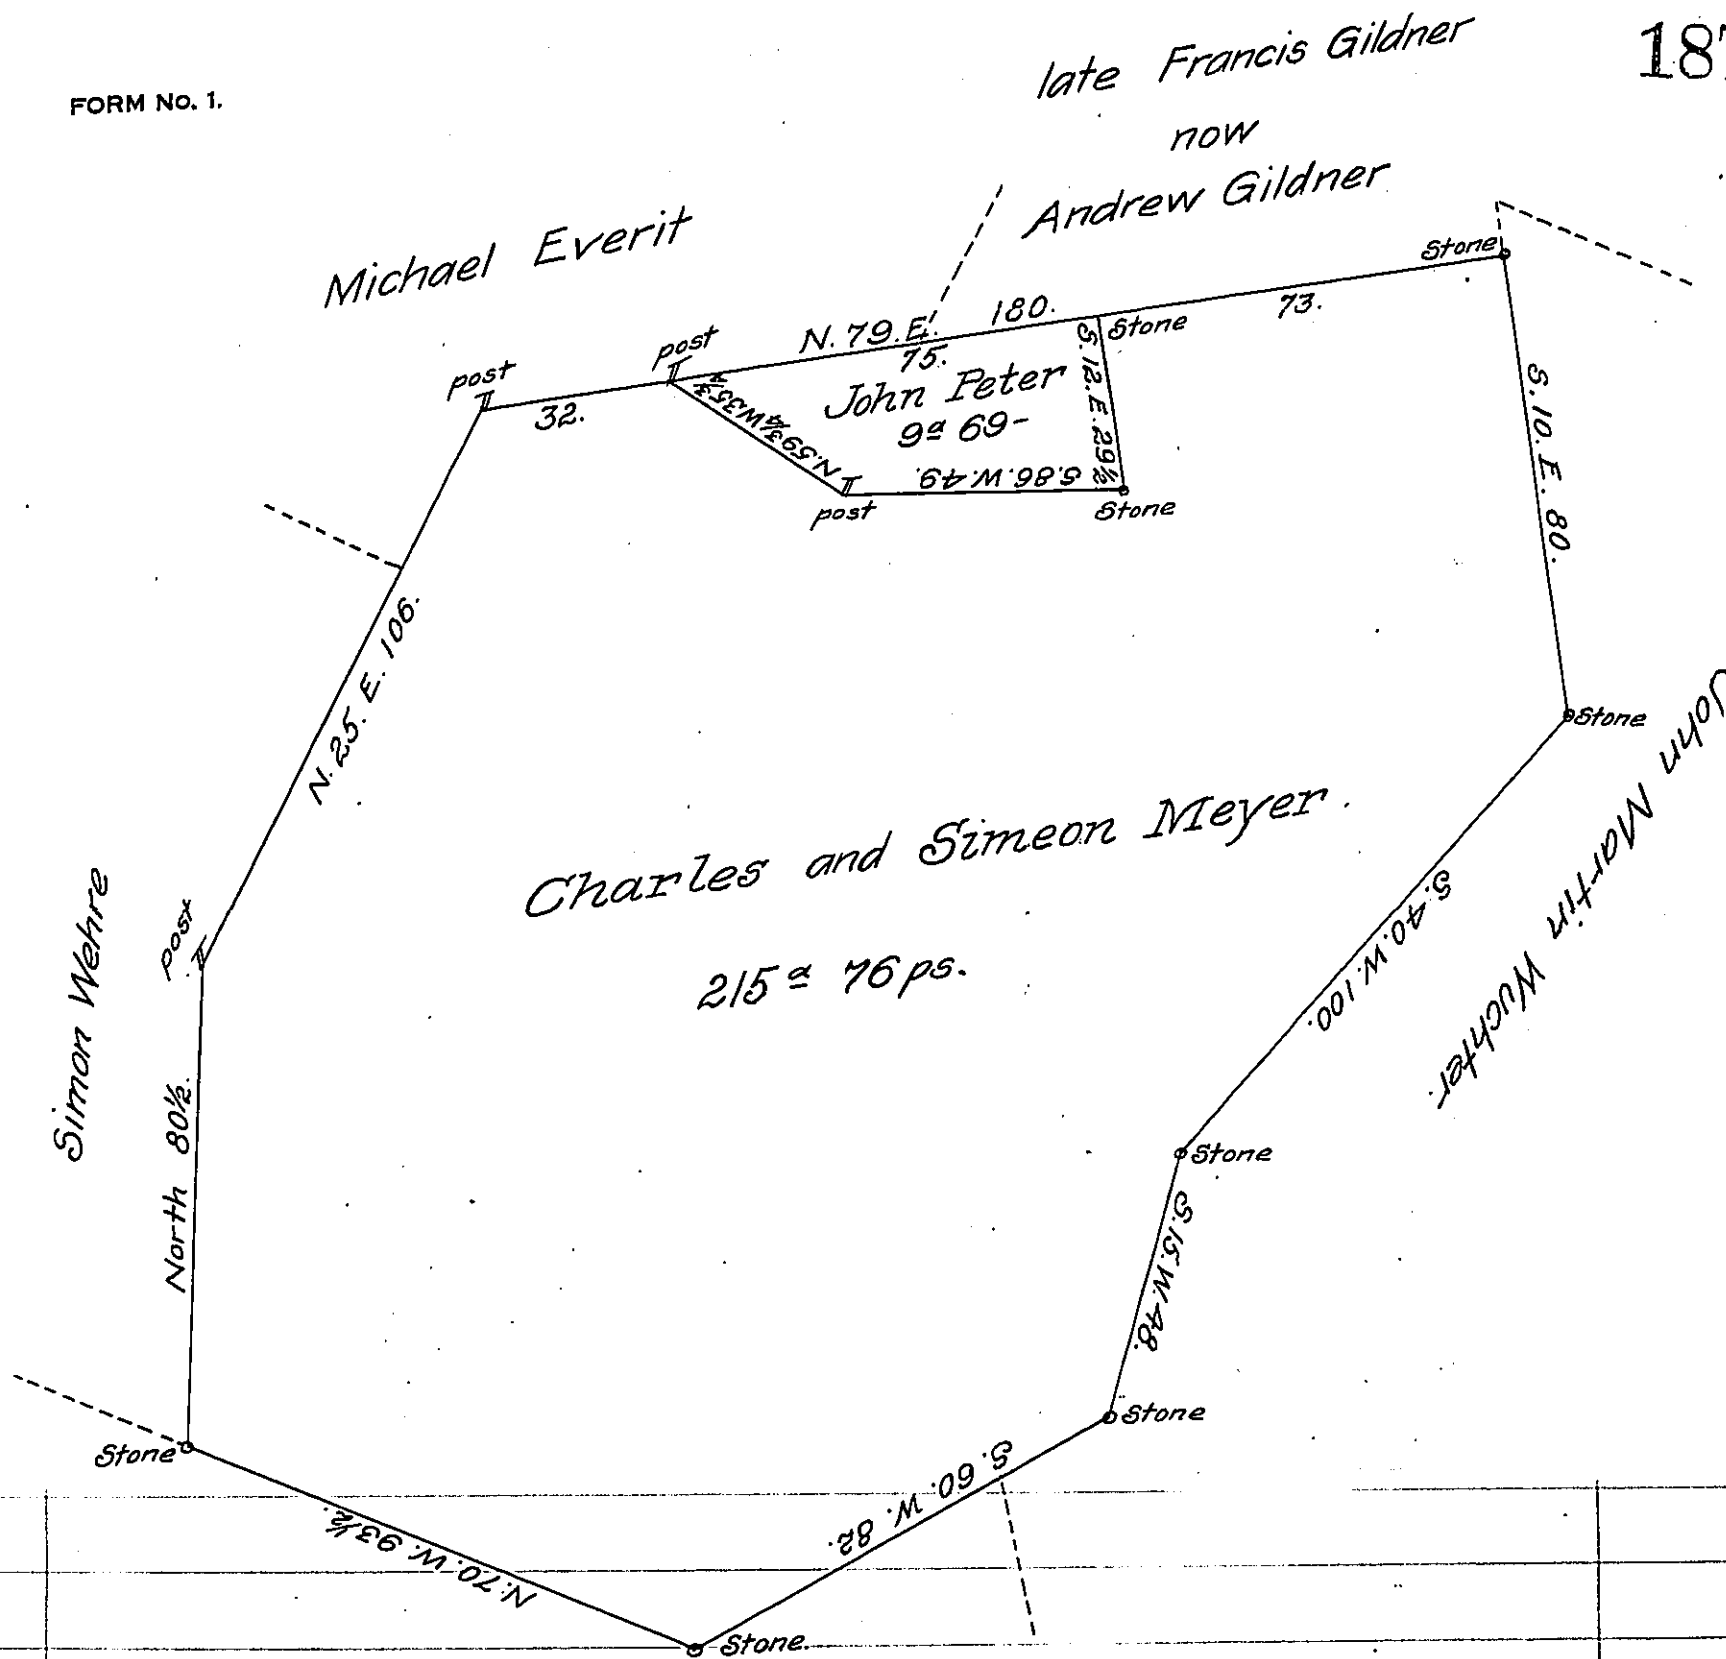 FORM No. 1.
187
late Francis Gildner
now
Andrew Gildner
Michael Everit
Stone
post
post
N. 79. E.
180.
Stone
73.
32.
75.
John Peter
9a 69-
N. 59¾ W 35¾
S. 12. E. 29½
S. 86. W. 49.
post
Stone
S. 10. E. 80.
N. 25. E. 106.
Stone
John Martin Wuchter
Charles and Simeon Meyer
215a 76 ps.
S. 40. W. 100.
Simon Wehre
post
North 80½.
Stone
S. 15. W. 48.
Stone
Stone
S. 60. W. 82.
N. 70. W. 93½.
Stone